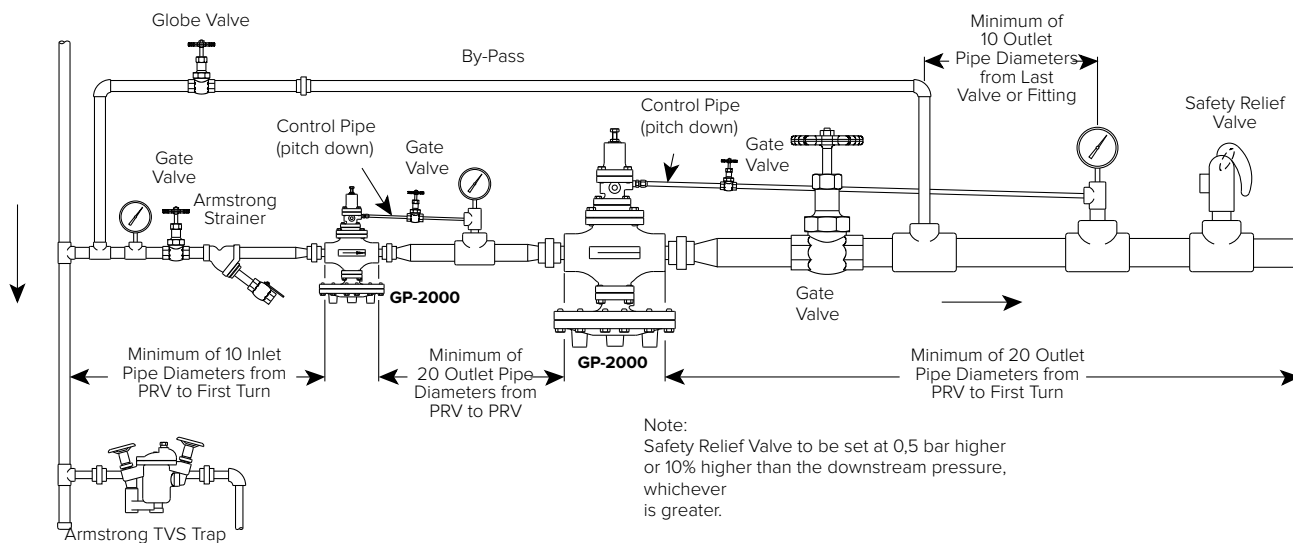 Globe Valve
By-Pass
Minimum of
10 Outlet
Pipe Diameters
from Last
Valve or Fitting
Safety Relief
Valve
Control Pipe
(pitch down)
Gate
Valve
Control Pipe
(pitch down)
Gate
Valve
Gate
Valve
Armstrong
Strainer
GP-2000
GP-2000
Gate
Valve
Minimum of 10 Inlet
Pipe Diameters from
PRV to First Turn
Minimum of
20 Outlet Pipe
Diameters from
PRV to PRV
Minimum of 20 Outlet
Pipe Diameters from
PRV to First Turn
Note:
Safety Relief Valve to be set at 0,5 bar higher
or 10% higher than the downstream pressure,
whichever
is greater.
Armstrong TVS Trap